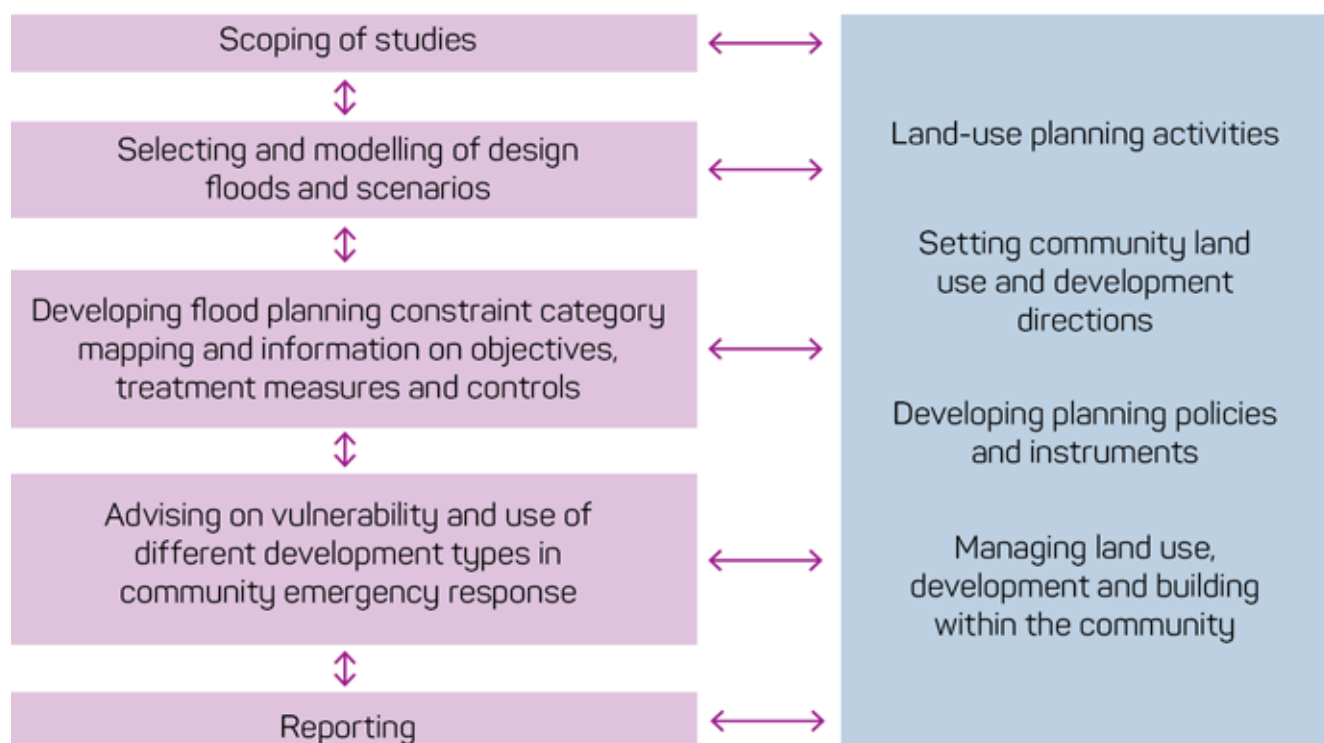 Scoping of studies
Selecting and modelling of design
floods and scenarios
Developing flood planning constraint category
mapping and information on objectives,
treatment measures and controls
Advising on vulnerability and use of
different development types in
community emergency response
Reporting
Land-use planning activities
Setting community land
use and development
directions
Developing planning policies
and instruments
Managing land use,
development and building
within the community